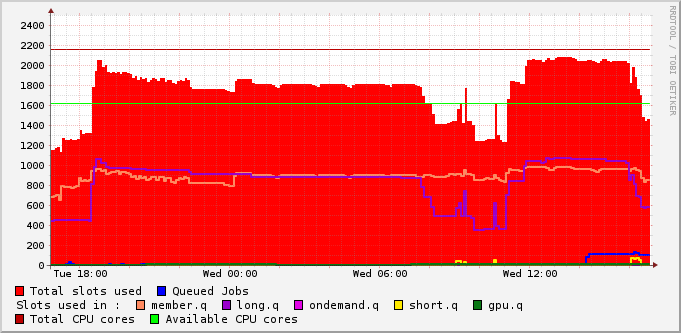 RRDTOOL / TOBI OETIKER
2400
2200
2000
1800
1600
1400
1200
1000
800
600
400
200
0
Tue 18:00 Wed 00:00 Wed 06:00 Wed 12:00
Total slots used Queued Jobs
Slots used in : member.q long.q ondemand.q short.q gpu.q
Total CPU cores Available CPU cores